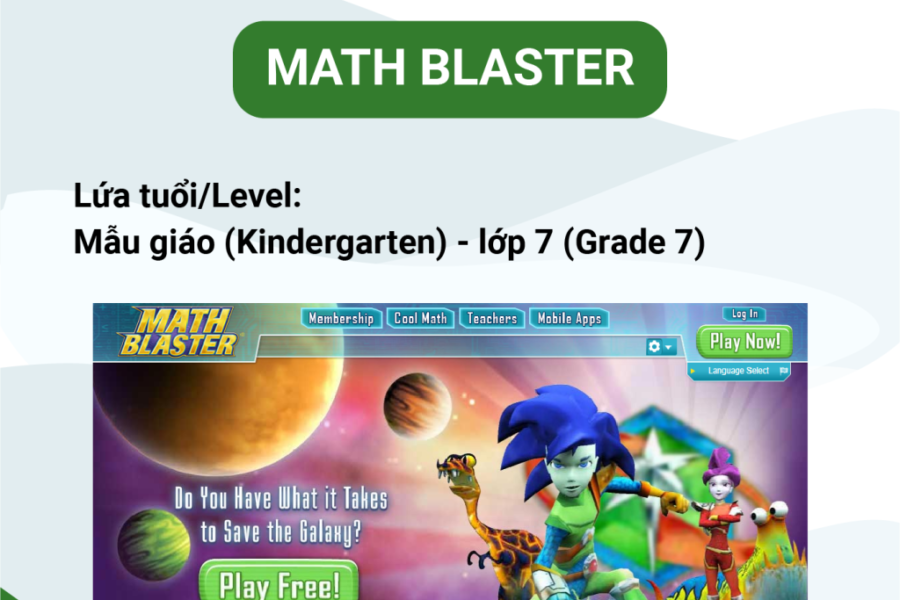 MATH BLASTER
Lứa tuổi/Level:
Mẫu giáo (Kindergarten) - lớp 7 (Grade 7)
MATH
BLASTER
Membership
Cool Math
Teachers
Mobile Apps
Log In
Play Now!
Language Select
Do You Have What it Takes
to Save the Galaxy?
Play Free!